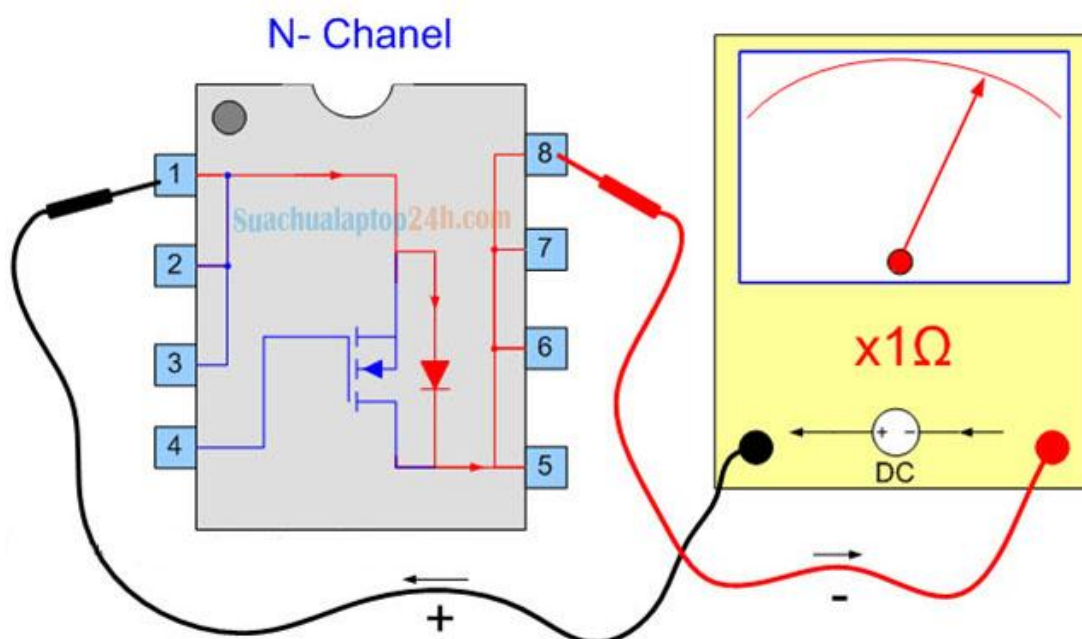 N- Chanel
1
2
3
4
8
7
6
5
Suachualaptop24h.com
x1Ω
+ −
DC
+
-